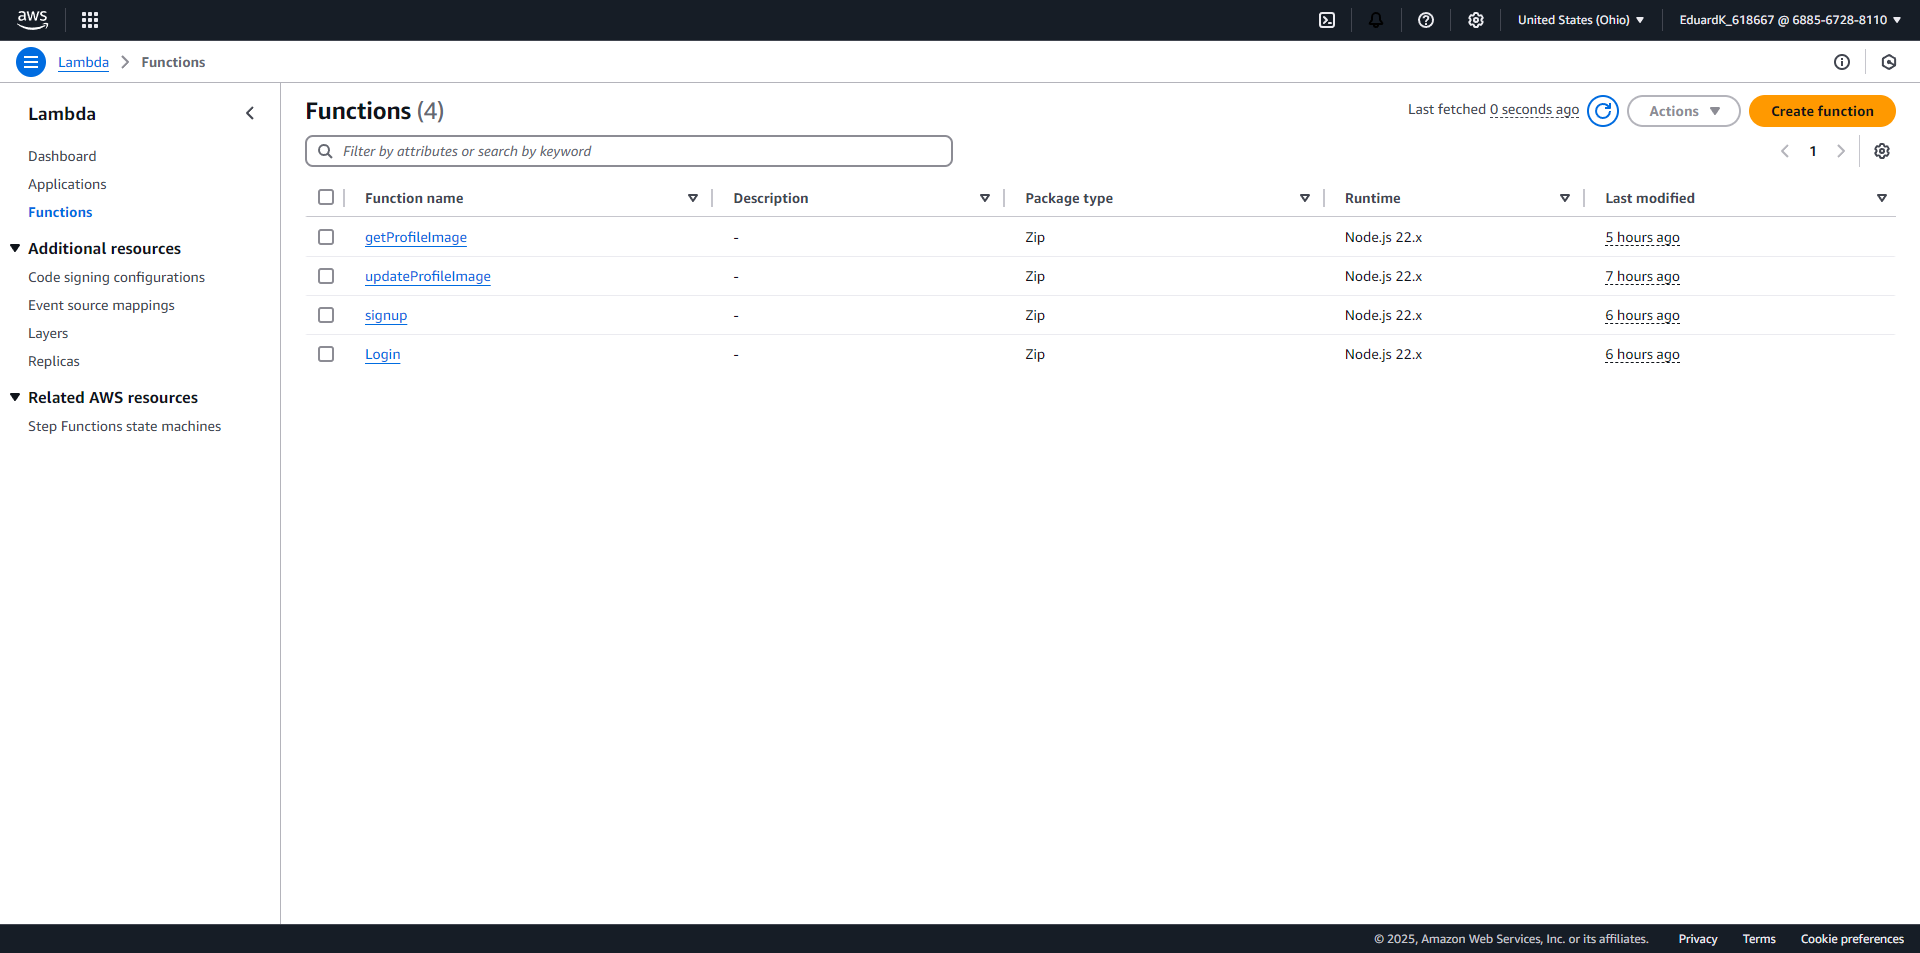 aws
United States (Ohio)
EduardK_618667 @ 6885-6728-8110
Lambda
Functions
Lambda
Dashboard
Applications
Functions
Additional resources
Code signing configurations
Event source mappings
Layers
Replicas
Related AWS resources
Step Functions state machines
Functions (4)
Last fetched 0 seconds ago
Actions
Create function
Filter by attributes or search by keyword
1
Function name Description Package type Runtime Last modified
getProfileImage - Zip Node.js 22.x 5 hours ago
updateProfileImage - Zip Node.js 22.x 7 hours ago
signup - Zip Node.js 22.x 6 hours ago
Login - Zip Node.js 22.x 6 hours ago
© 2025, Amazon Web Services, Inc. or its affiliates. Privacy Terms Cookie preferences